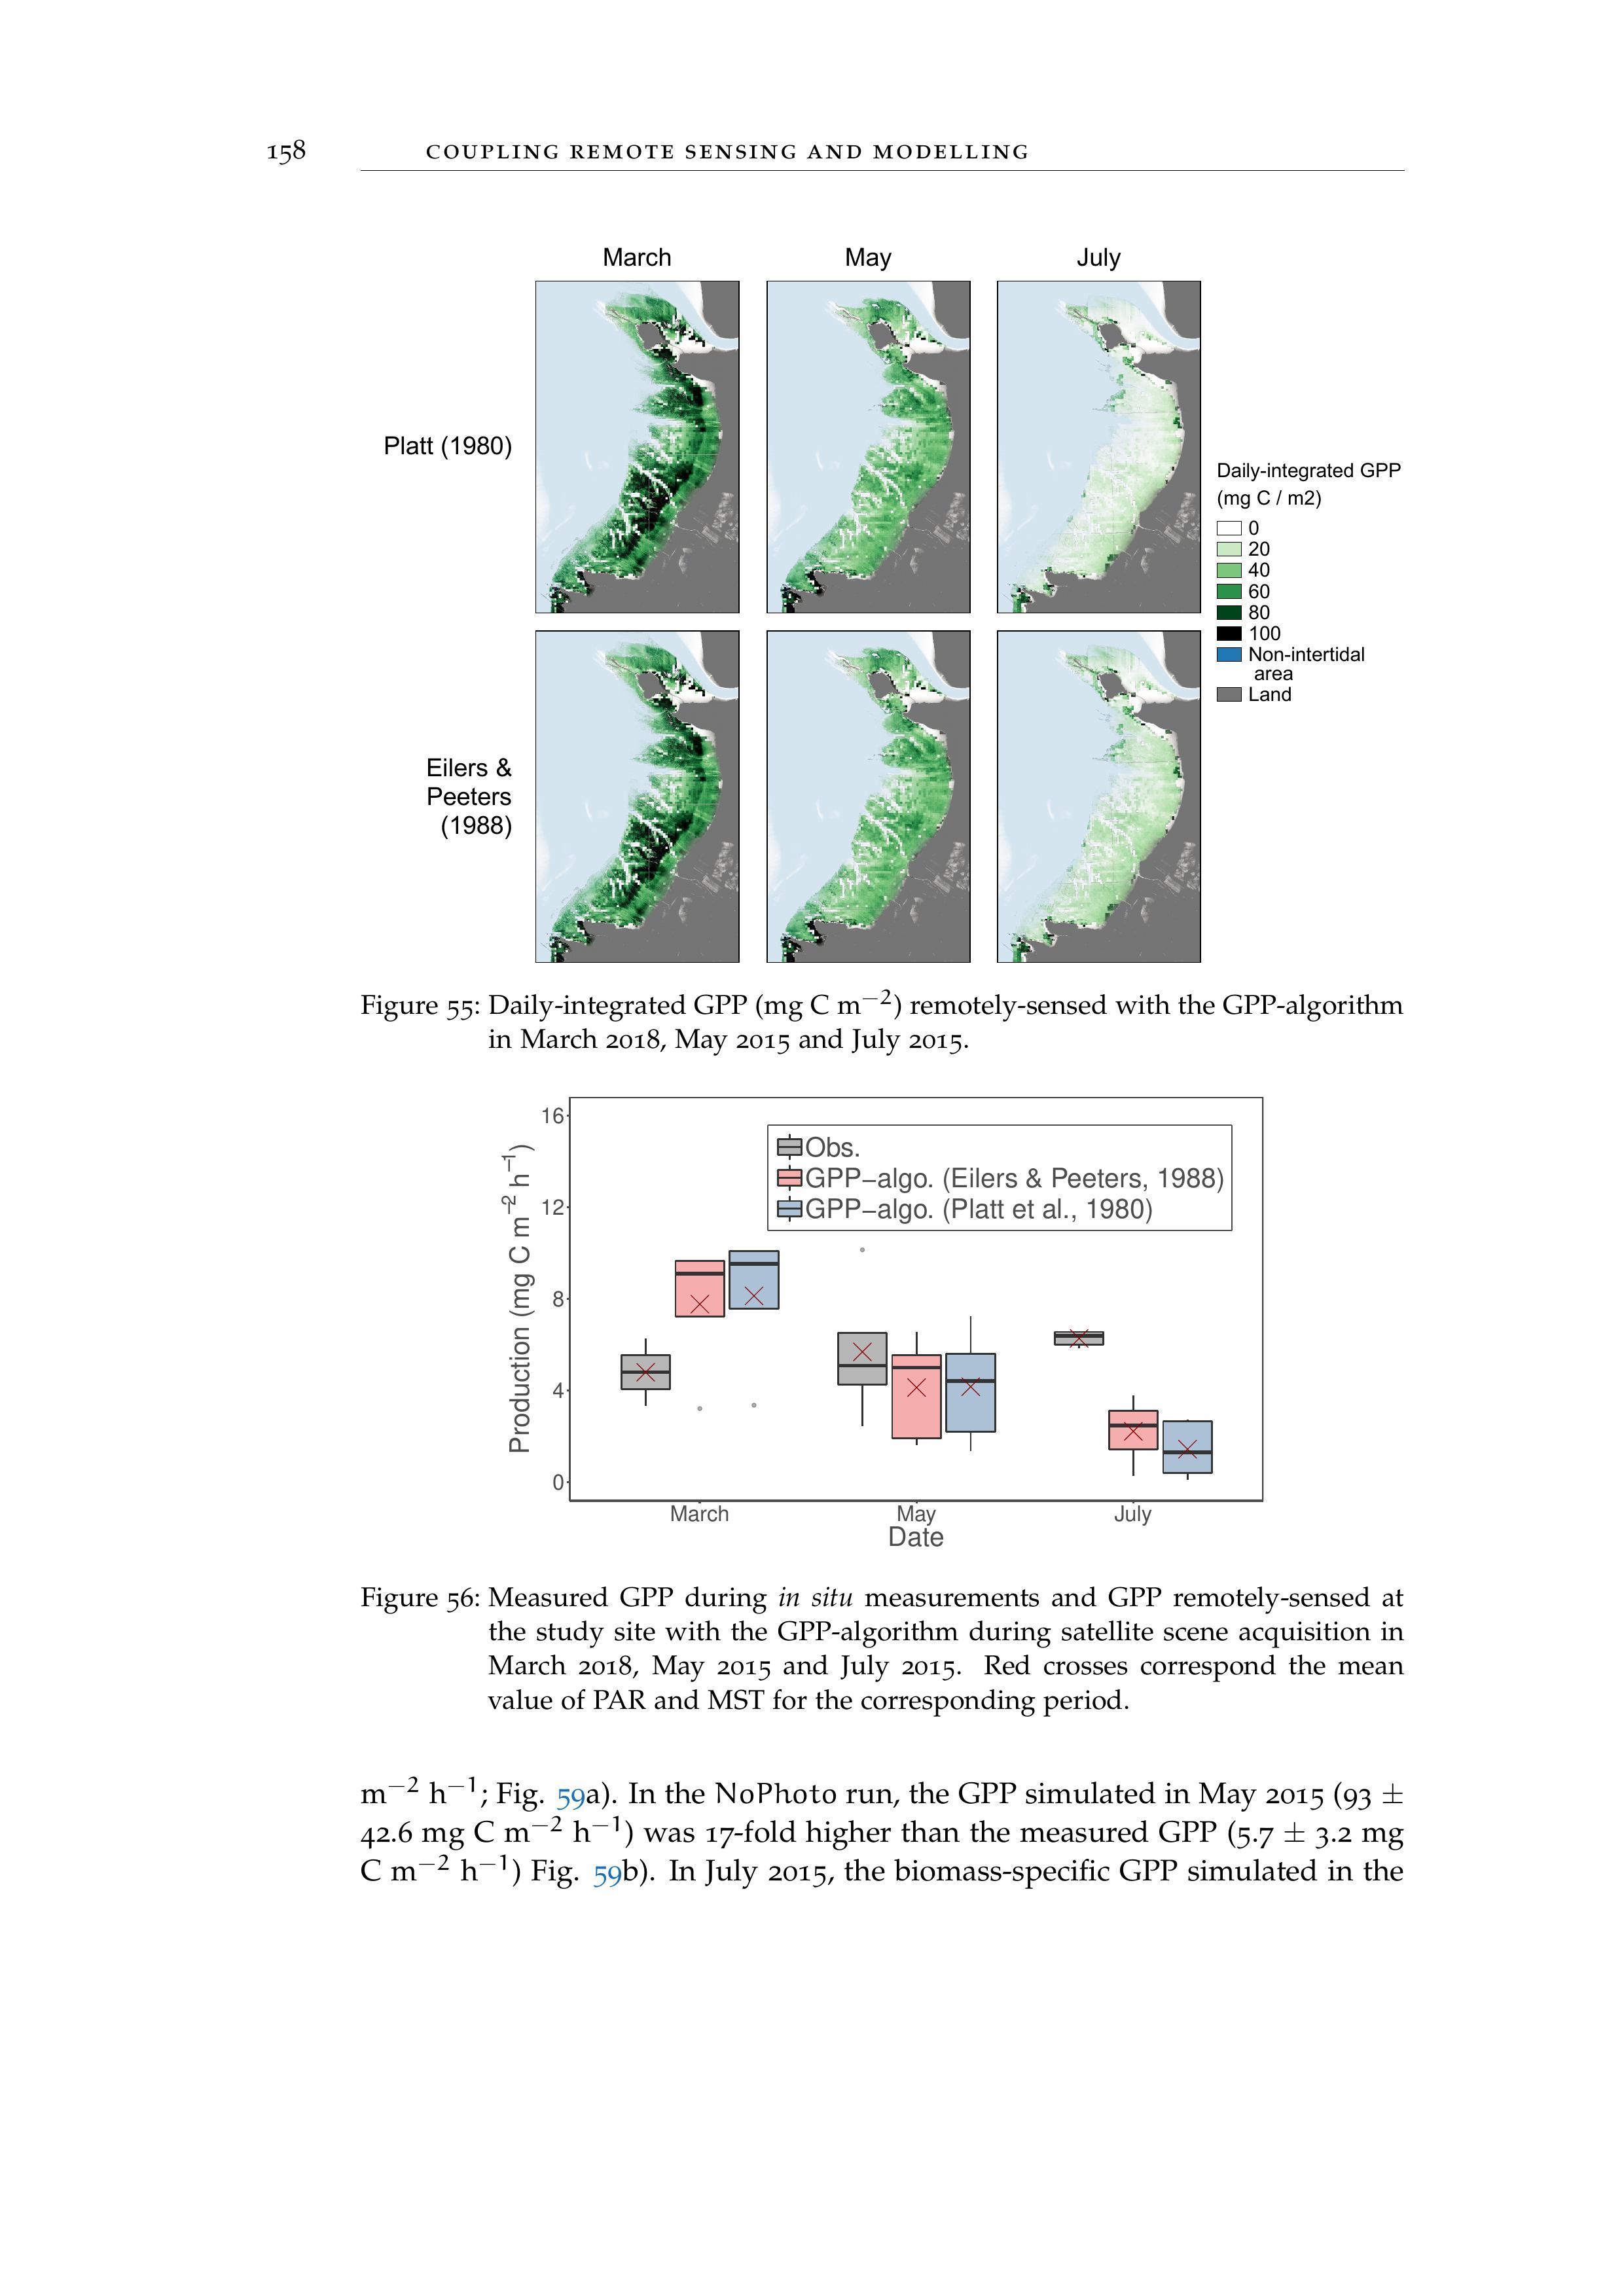 158 COUPLING REMOTE SENSING AND MODELLING
March May July
Platt (1980)
Eilers &
Peeters
(1988)
Daily-integrated GPP
(mg C / m2)
0
20
40
60
80
100
Non-intertidal
area
Land
Figure 55: Daily-integrated GPP (mg C m−2) remotely-sensed with the GPP-algorithm
in March 2018, May 2015 and July 2015.
Production (mg C m−2 h−1)
16
12
8
4
0
Obs.
GPP−algo. (Eilers & Peeters, 1988)
GPP−algo. (Platt et al., 1980)
March May July
Date
Figure 56: Measured GPP during in situ measurements and GPP remotely-sensed at
the study site with the GPP-algorithm during satellite scene acquisition in
March 2018, May 2015 and July 2015. Red crosses correspond the mean
value of PAR and MST for the corresponding period.
m−2 h−1; Fig. 59a). In the NoPhoto run, the GPP simulated in May 2015 (93 ±
42.6 mg C m−2 h−1) was 17-fold higher than the measured GPP (5.7 ± 3.2 mg
C m−2 h−1) Fig. 59b). In July 2015, the biomass-specific GPP simulated in the